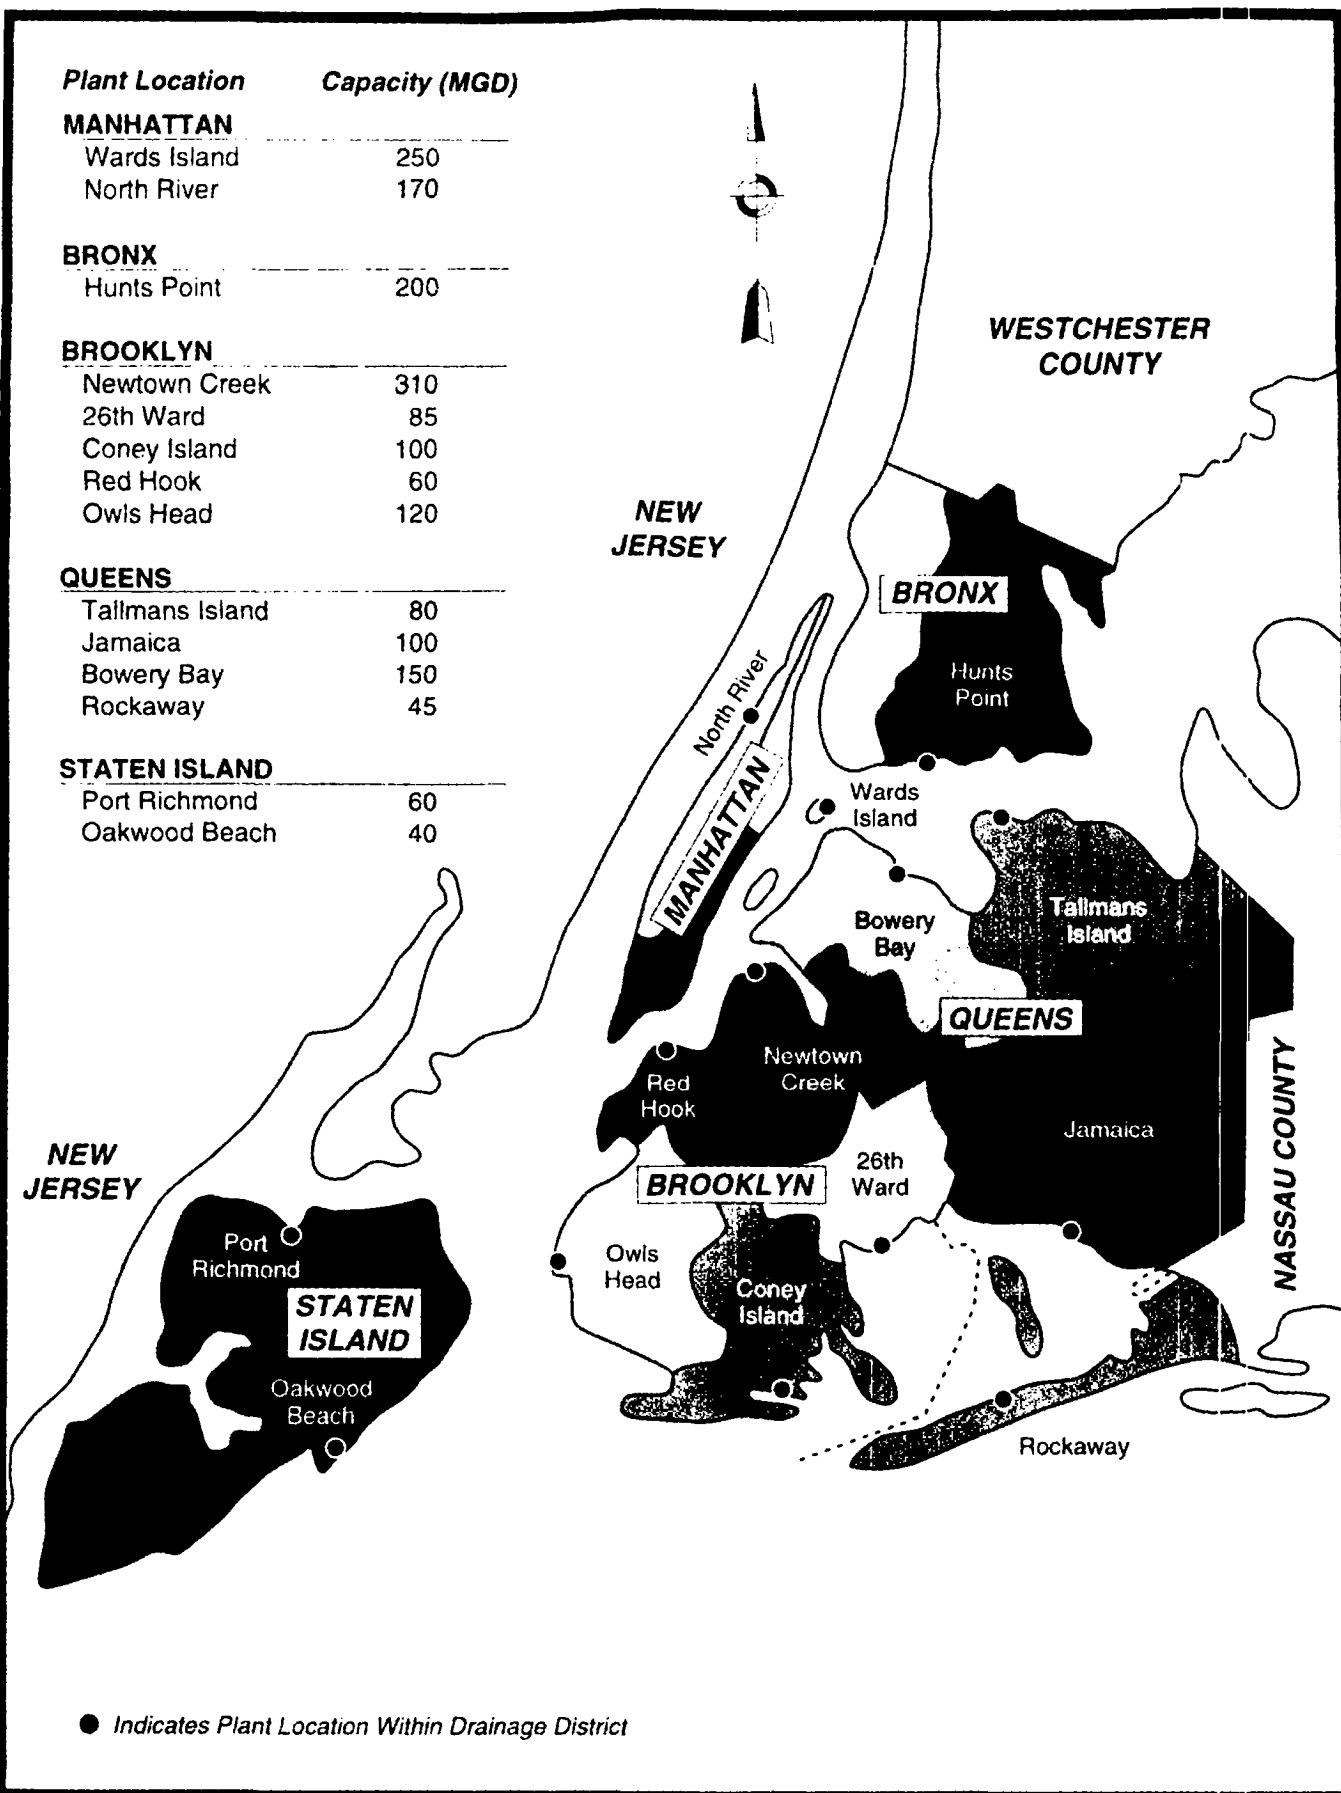 Plant Location Capacity (MGD)
MANHATTAN
Wards Island 250
North River 170
BRONX
Hunts Point 200
BROOKLYN
Newtown Creek 310
26th Ward 85
Coney Island 100
Red Hook 60
Owls Head 120
QUEENS
Tallmans Island 80
Jamaica 100
Bowery Bay 150
Rockaway 45
STATEN ISLAND
Port Richmond 60
Oakwood Beach 40
WESTCHESTER
COUNTY
NEW
JERSEY
BRONX
Hunts
Point
North River
MANHATTAN
Wards
Island
Tallmans
Island
Bowery
Bay
QUEENS
Newtown
Creek
Red
Hook
Jamaica
NASSAU COUNTY
NEW
JERSEY
26th
Ward
BROOKLYN
Port
Richmond
Owls
Head
Coney
Island
STATEN
ISLAND
Oakwood
Beach
Rockaway
Indicates Plant Location Within Drainage District